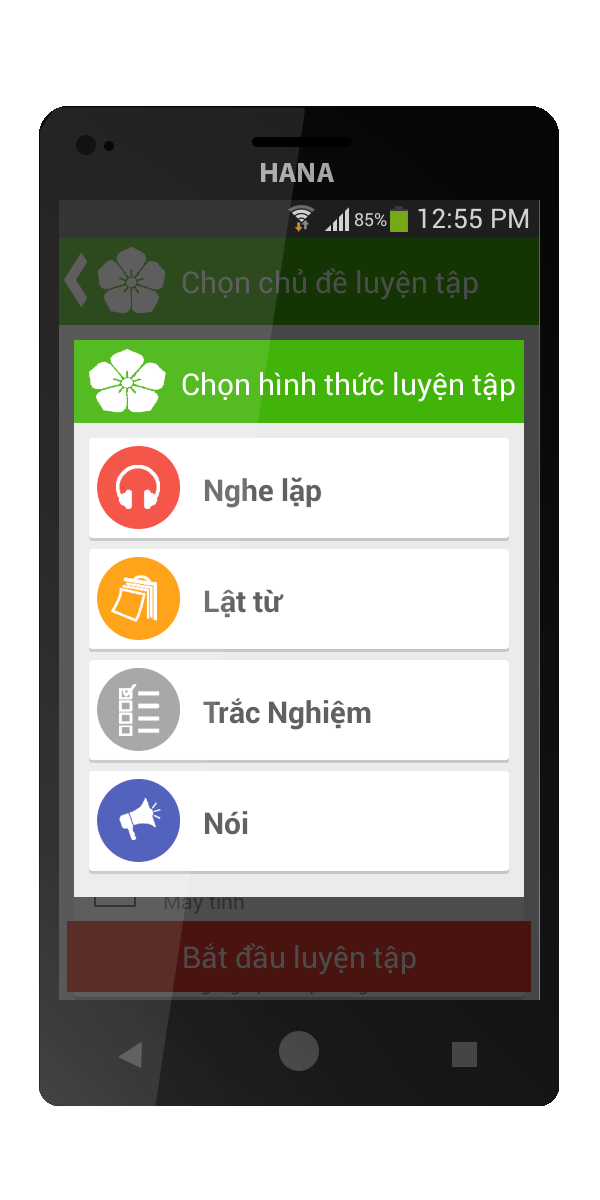 HANA
85% 12:55 PM
Chọn chủ đề luyện tập
Chọn hình thức luyện tập
Nghe lặp
Lật từ
Trắc Nghiệm
Nói
Máy tính
Bắt đầu luyện tập